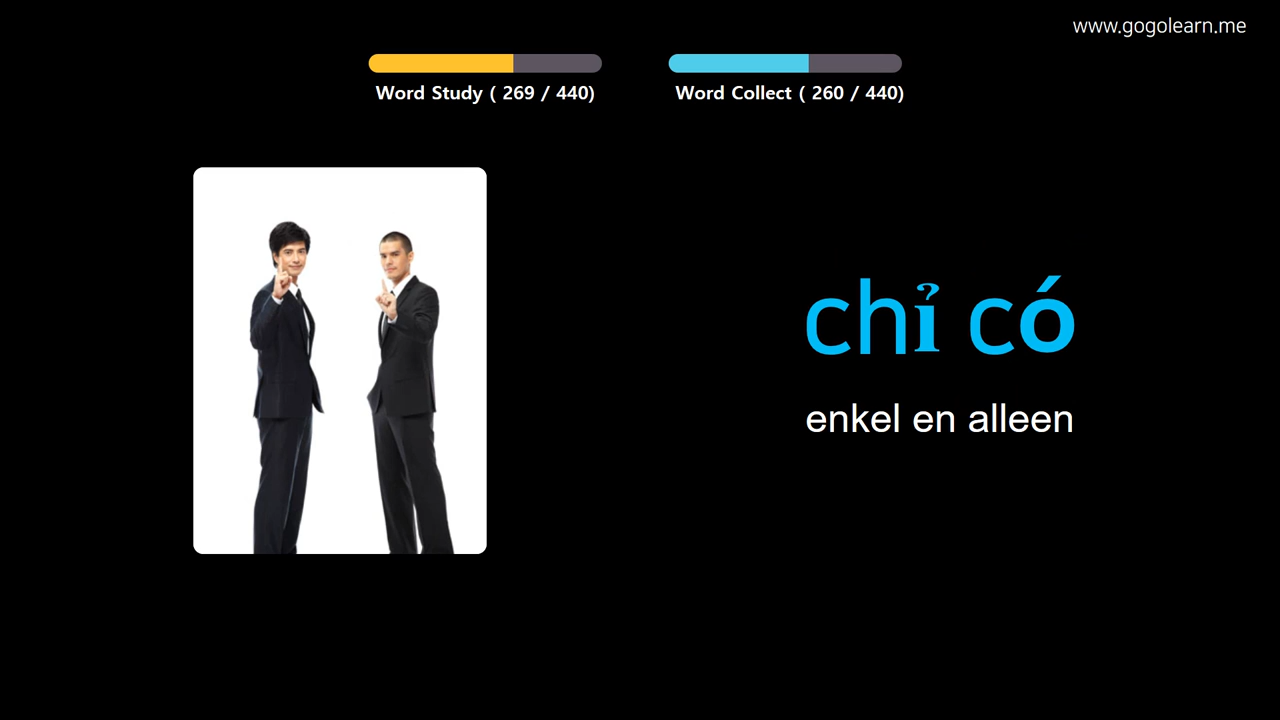 www.gogolearn.me
Word Study ( 269 / 440)
Word Collect ( 260 / 440)
chỉ có
enkel en alleen